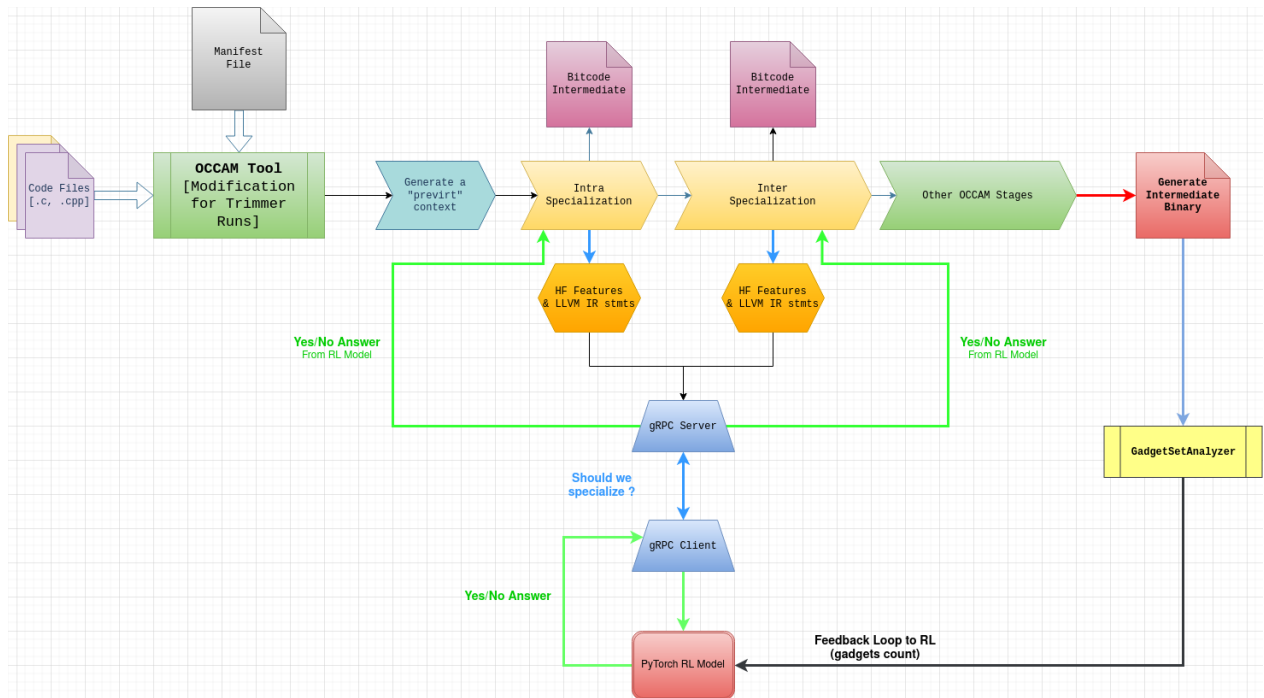 Manifest
File
Bitcode
Intermediate
Bitcode
Intermediate
Code Files
[.c, .cpp]
OCCAM Tool
[Modification
for Trimmer
Runs]
Generate a
"previrt"
context
Intra
Specialization
Inter
Specialization
Other OCCAM Stages
Generate
Intermediate
Binary
HF Features
& LLVM IR stmts
HF Features
& LLVM IR stmts
Yes/No Answer
From RL Model
Yes/No Answer
From RL Model
gRPC Server
GadgetSetAnalyzer
Should we
specialize ?
gRPC Client
Yes/No Answer
Feedback Loop to RL
(gadgets count)
PyTorch RL Model